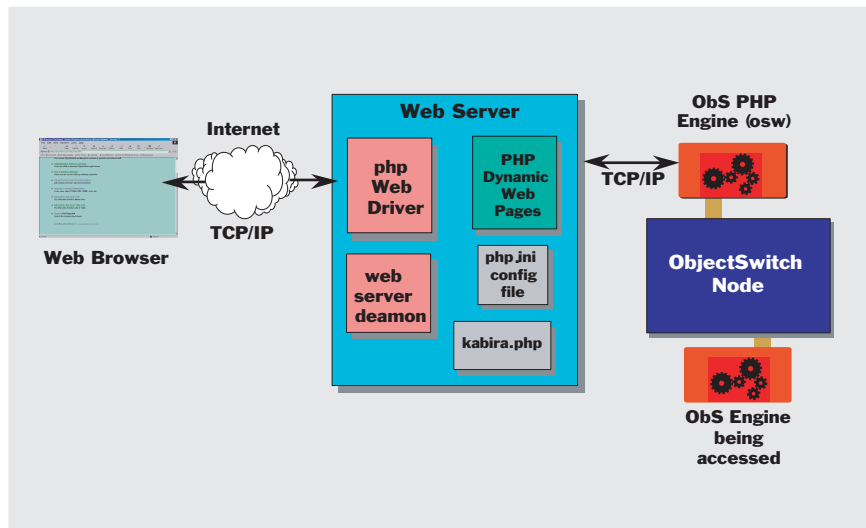 Web Server
ObS PHP
Engine (osw)
Internet
php
Web
Driver
PHP
Dynamic
Web
Pages
TCP/IP
TCP/IP
Web Browser
web
server
deamon
php.ini
config
file
kabira.php
ObjectSwitch
Node
ObS Engine
being
accessed